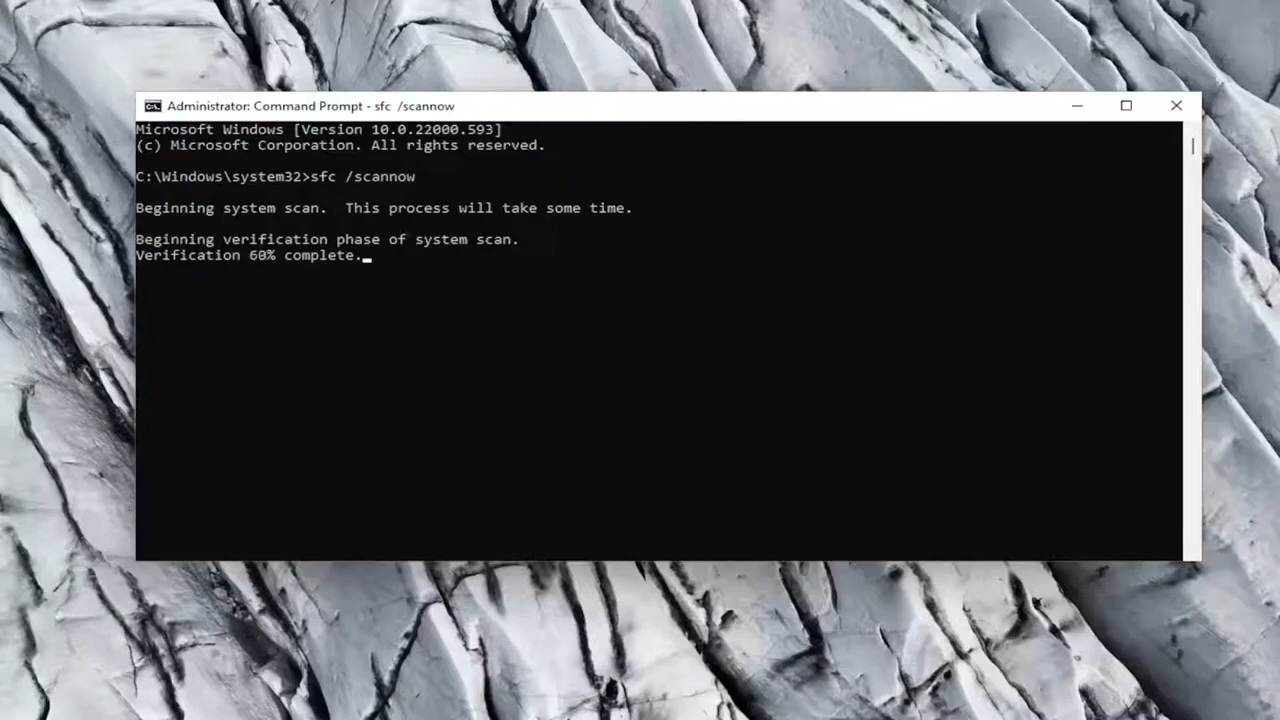 Administrator: Command Prompt - sfc  /scannow
Microsoft Windows [Version 10.0.22000.593]
(c) Microsoft Corporation. All rights reserved.
C:\Windows\system32>sfc /scannow
Beginning system scan.  This process will take some time.
Beginning verification phase of system scan.
Verification 60% complete.